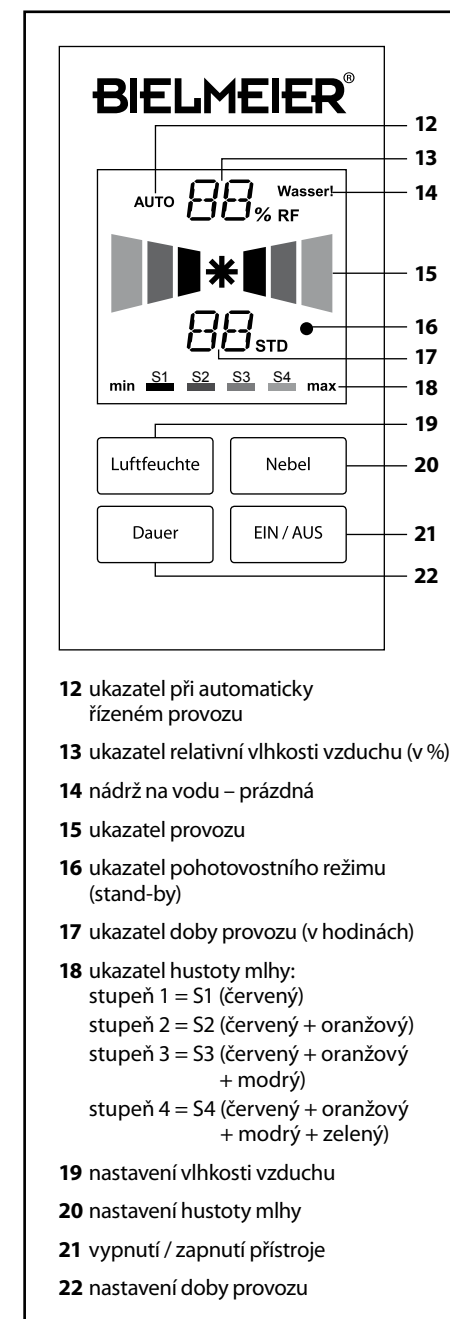 BIELMEIER®
12
13
AUTO 88% RF Wasser! 14
15
16
88 STD 17
min S1 S2 S3 S4 max 18
19
Luftfeuchte Nebel 20
Dauer EIN / AUS 21
22
12 ukazatel při automaticky
řízeném provozu
13 ukazatel relativní vlhkosti vzduchu (v %)
14 nádrž na vodu – prázdná
15 ukazatel provozu
16 ukazatel pohotovostního režimu
(stand-by)
17 ukazatel doby provozu (v hodinách)
18 ukazatel hustoty mlhy:
stupeň 1 = S1 (červený)
stupeň 2 = S2 (červený + oranžový)
stupeň 3 = S3 (červený + oranžový
+ modrý)
stupeň 4 = S4 (červený + oranžový
+ modrý + zelený)
19 nastavení vlhkosti vzduchu
20 nastavení hustoty mlhy
21 vypnutí / zapnutí přístroje
22 nastavení doby provozu